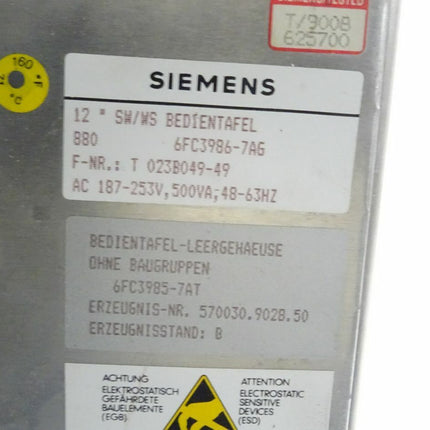 T/9008
625700
160
°F
°C
SIEMENS
12 " SW/WS BEDIENTAFEL
880 6FC3986-7AG
F-NR.: T 023B049-49
AC 187-253V,500VA,48-63HZ
BEDIENTAFEL-LEERGEHAEUSE
OHNE BAUGRUPPEN
6FC3985-7AT
ERZEUGNIS-NR. 570030.9028.50
ERZEUGNISSTAND: B
ACHTUNG
ELEKTROSTATISCH
GEFÄHRDETE
BAUELEMENTE
(EGB)
ATTENTION
ELECTROSTATIC
SENSITIVE
DEVICES
(ESD)